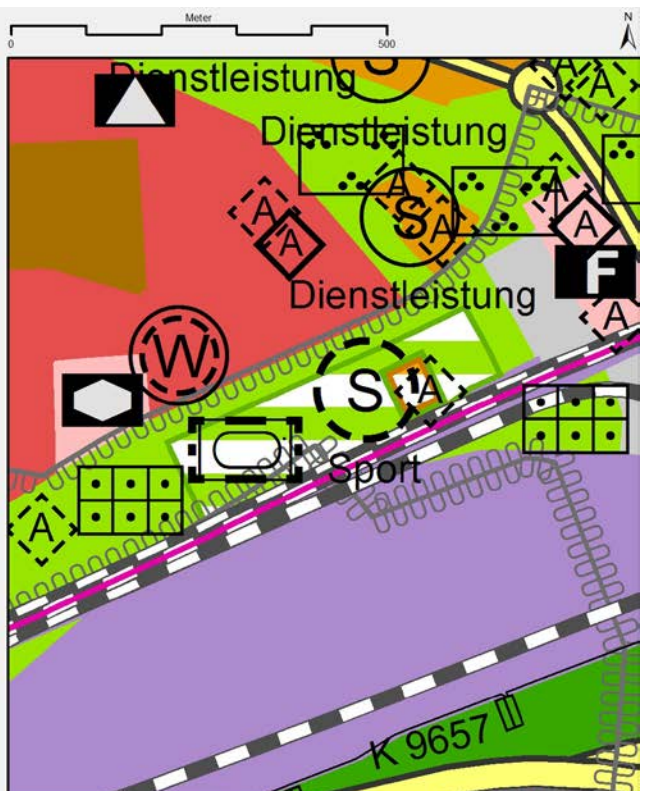 Meter
N
0 500
S
Dienstleistung
A A
Dienstleistung
A
A
A
S
A
A
A
A
F
Dienstleistung
A
W
S
A
Sport
A
K 9657